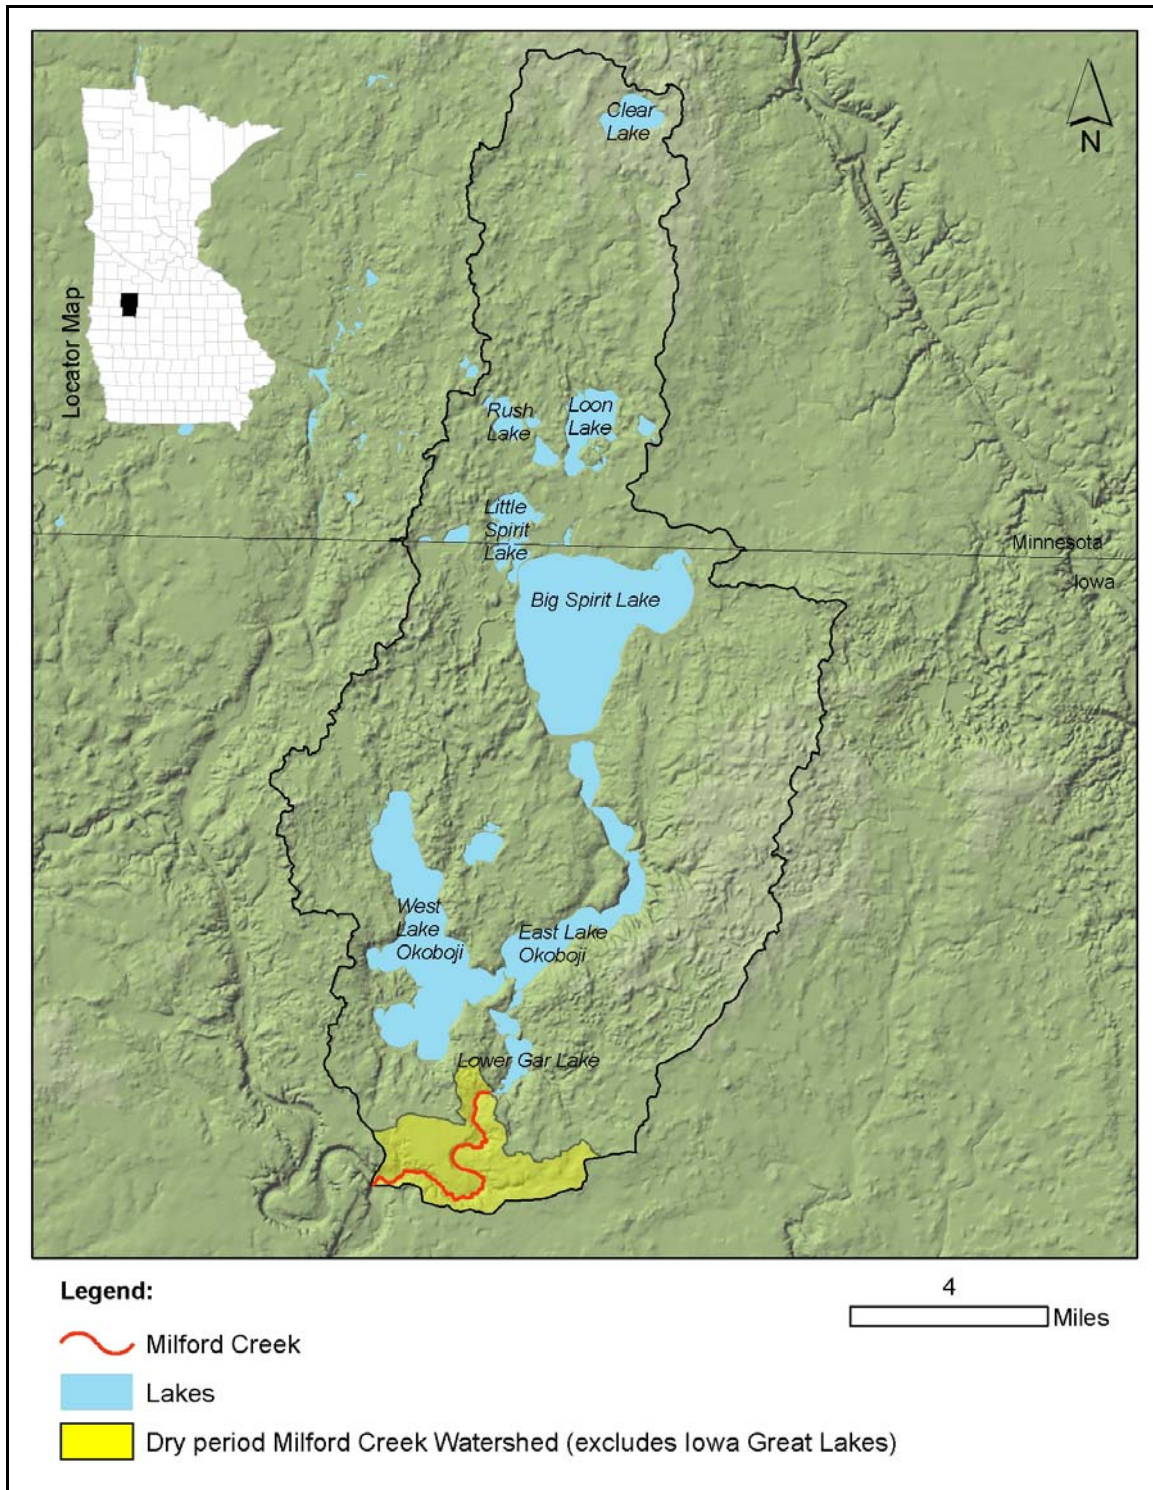 Clear
Lake
N
Locator Map
Rush
Lake
Loon
Lake
Little
Spirit
Lake
Minnesota
Iowa
Big Spirit Lake
West
Lake
Okoboji
East Lake
Okoboji
Lower Gar Lake
Legend:
4
Miles
Milford Creek
Lakes
Dry period Milford Creek Watershed (excludes Iowa Great Lakes)